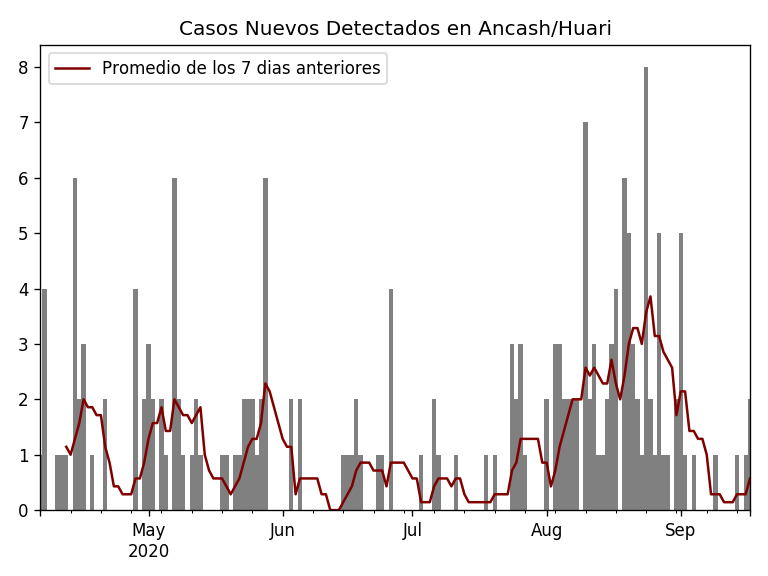 Casos Nuevos Detectados en Ancash/Huari
Promedio de los 7 dias anteriores
8
7
6
5
4
3
2
1
0
May
2020
Jun
Jul
Aug
Sep